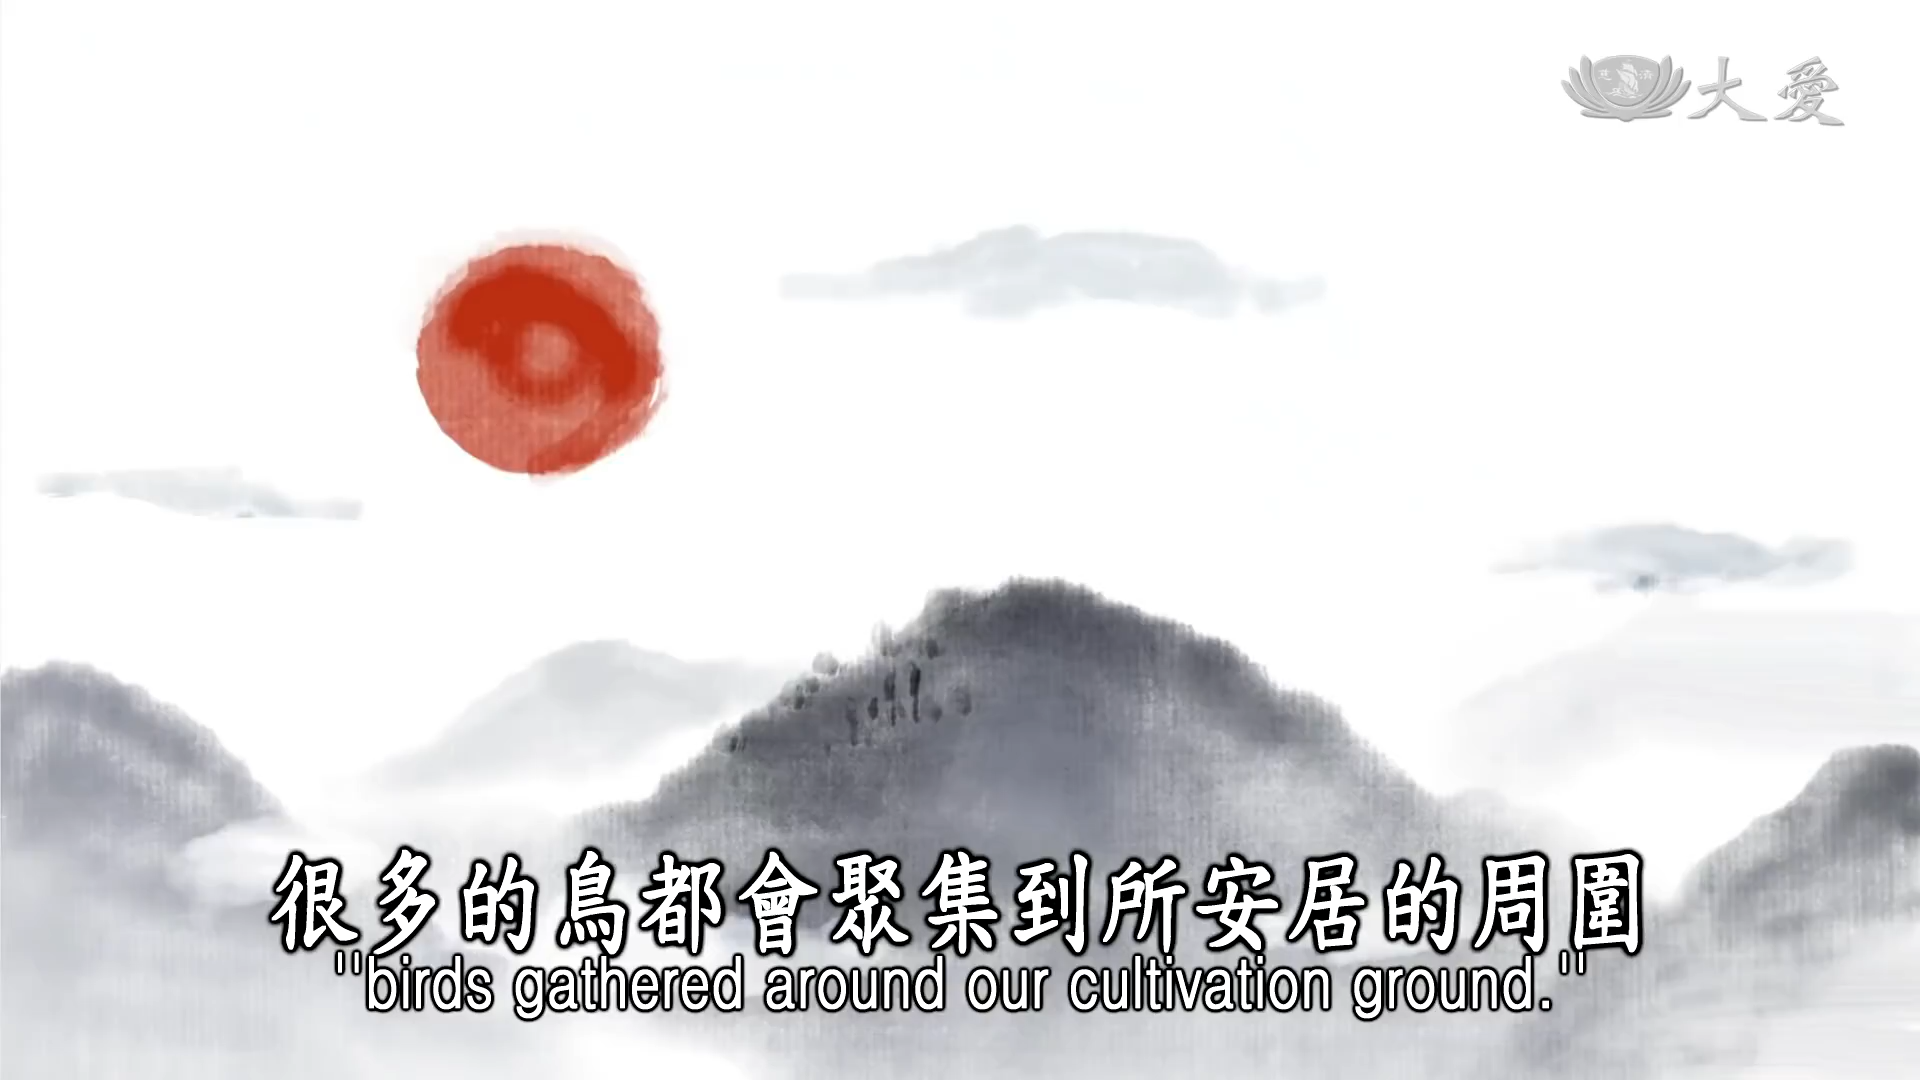 大愛
很多的鳥都會聚集到所安居的周圍
"birds gathered around our cultivation ground."